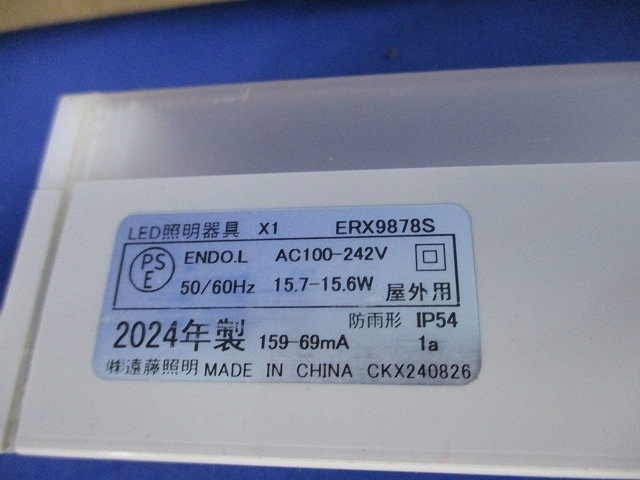 LED照明器具 X1 ERX9878S
PSE ENDO.L AC100-242V
50/60Hz 15.7-15.6W 屋外用
2024年製 159-69mA 防雨形 IP54
1a
㈱遠藤照明 MADE IN CHINA CKX240826